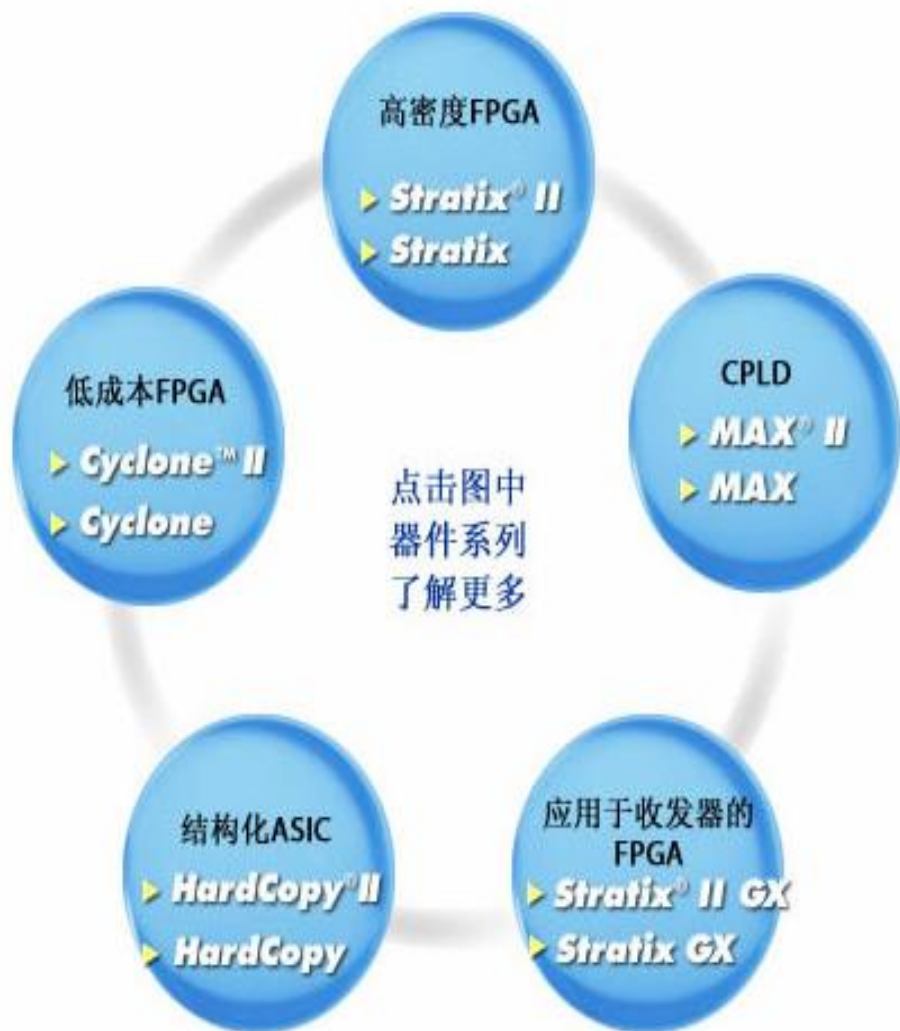 高密度FPGA
Stratix® II
Stratix
低成本FPGA
Cyclone™ II
Cyclone
CPLD
MAX® II
MAX
点击图中
器件系列
了解更多
结构化ASIC
HardCopy® II
HardCopy
应用于收发器的
FPGA
Stratix® II GX
Stratix GX